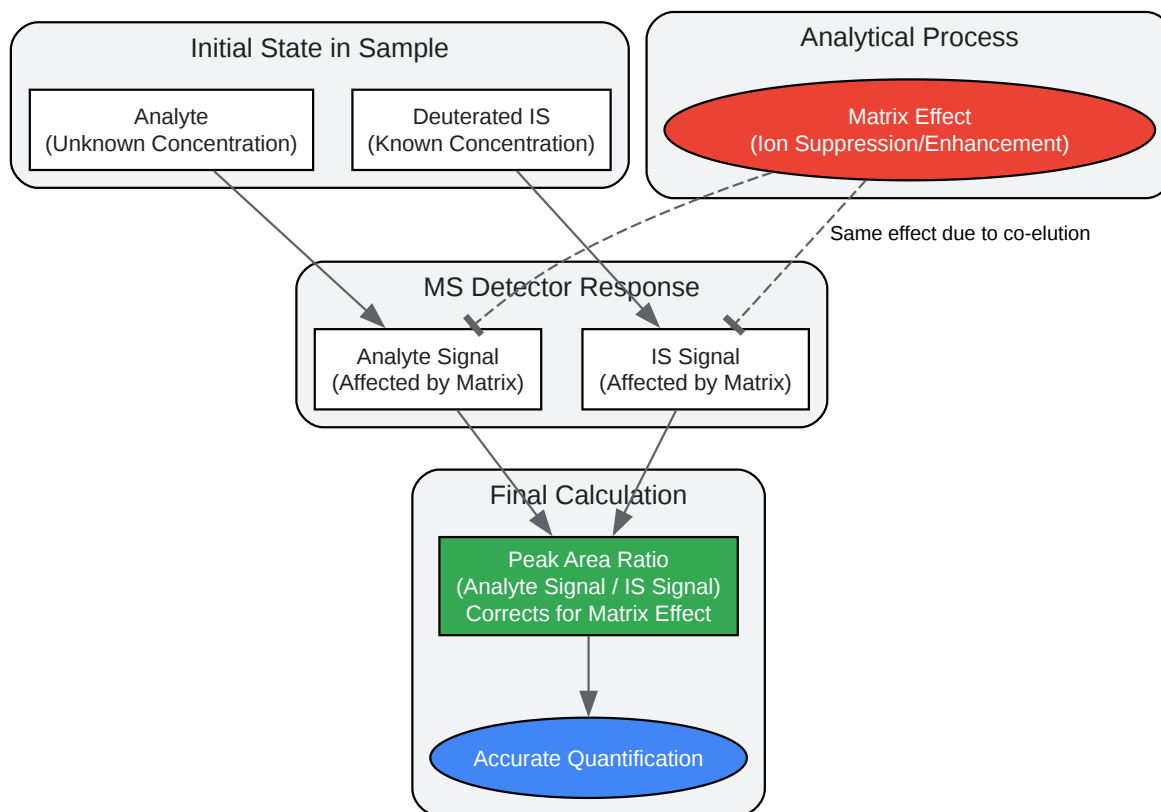 Initial State in Sample
Analyte
(Unknown Concentration)
Deuterated IS
(Known Concentration)
Analytical Process
Matrix Effect
(Ion Suppression/Enhancement)
Same effect due to co-elution
MS Detector Response
Analyte Signal
(Affected by Matrix)
IS Signal
(Affected by Matrix)
Final Calculation
Peak Area Ratio
(Analyte Signal / IS Signal)
Corrects for Matrix Effect
Accurate Quantification